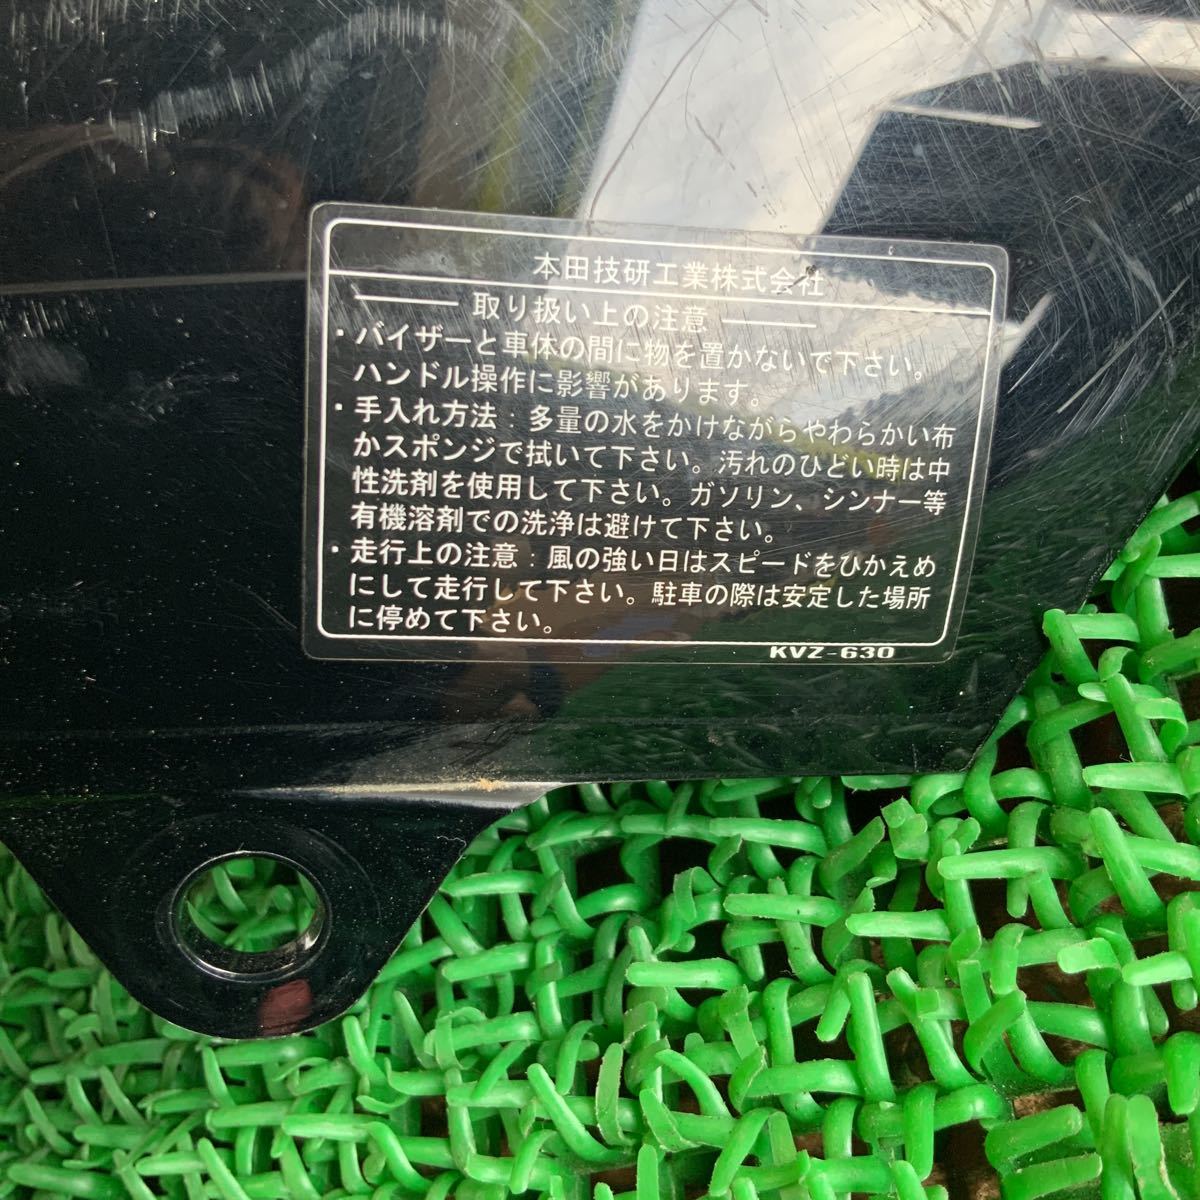 本田技研工業株式会社
取り扱い上の注意
・バイザーと車体の間に物を置かないで下さい。
ハンドル操作に影響があります。
・手入れ方法：多量の水をかけながらやわらかい布
かスポンジで拭いて下さい。汚れのひどい時は中
性洗剤を使用して下さい。ガソリン、シンナー等
有機溶剤での洗浄は避けて下さい。
・走行上の注意：風の強い日はスピードをひかえめ
にして走行して下さい。駐車の際は安定した場所
に停めて下さい。
KVZ-630